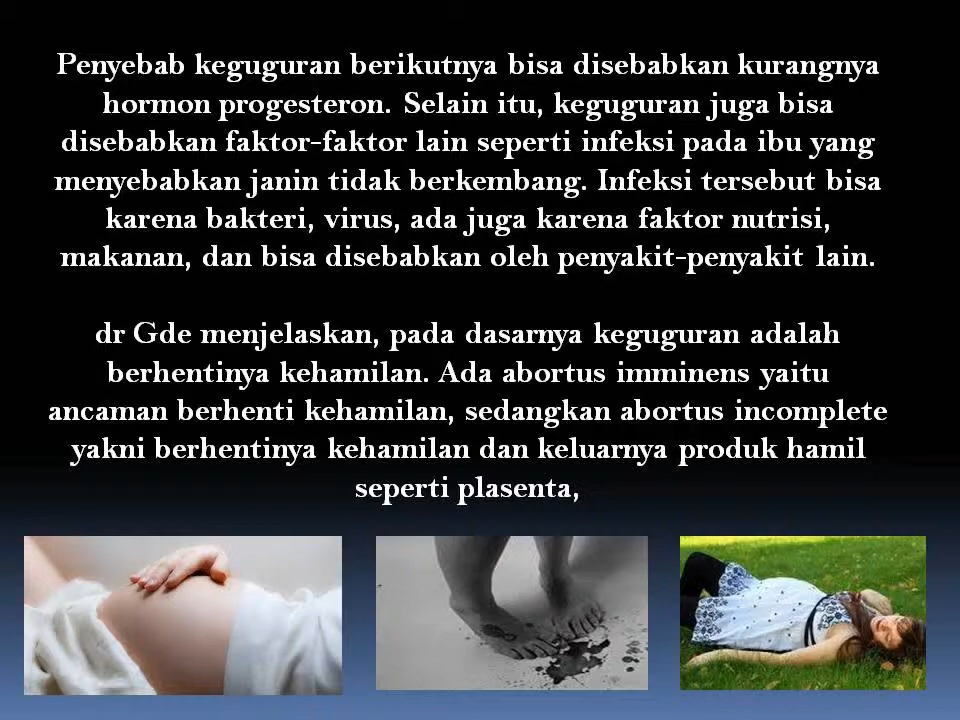 Penyebab keguguran berikutnya bisa disebabkan kurangnya
hormon progesteron. Selain itu, keguguran juga bisa
disebabkan faktor-faktor lain seperti infeksi pada ibu yang
menyebabkan janin tidak berkembang. Infeksi tersebut bisa
karena bakteri, virus, ada juga karena faktor nutrisi,
makanan, dan bisa disebabkan oleh penyakit-penyakit lain.
dr Gde menjelaskan, pada dasarnya keguguran adalah
berhentinya kehamilan. Ada abortus imminens yaitu
ancaman berhenti kehamilan, sedangkan abortus incomplete
yakni berhentinya kehamilan dan keluarnya produk hamil
seperti plasenta,